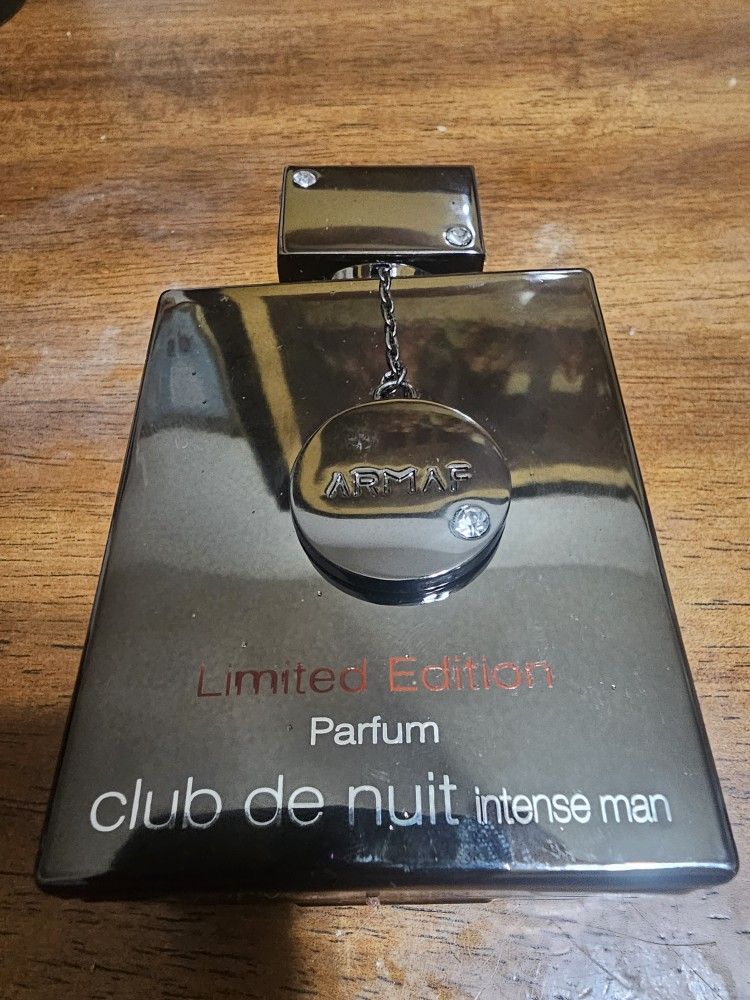 ARMAF
Limited Edition
Parfum
club de nuit intense man